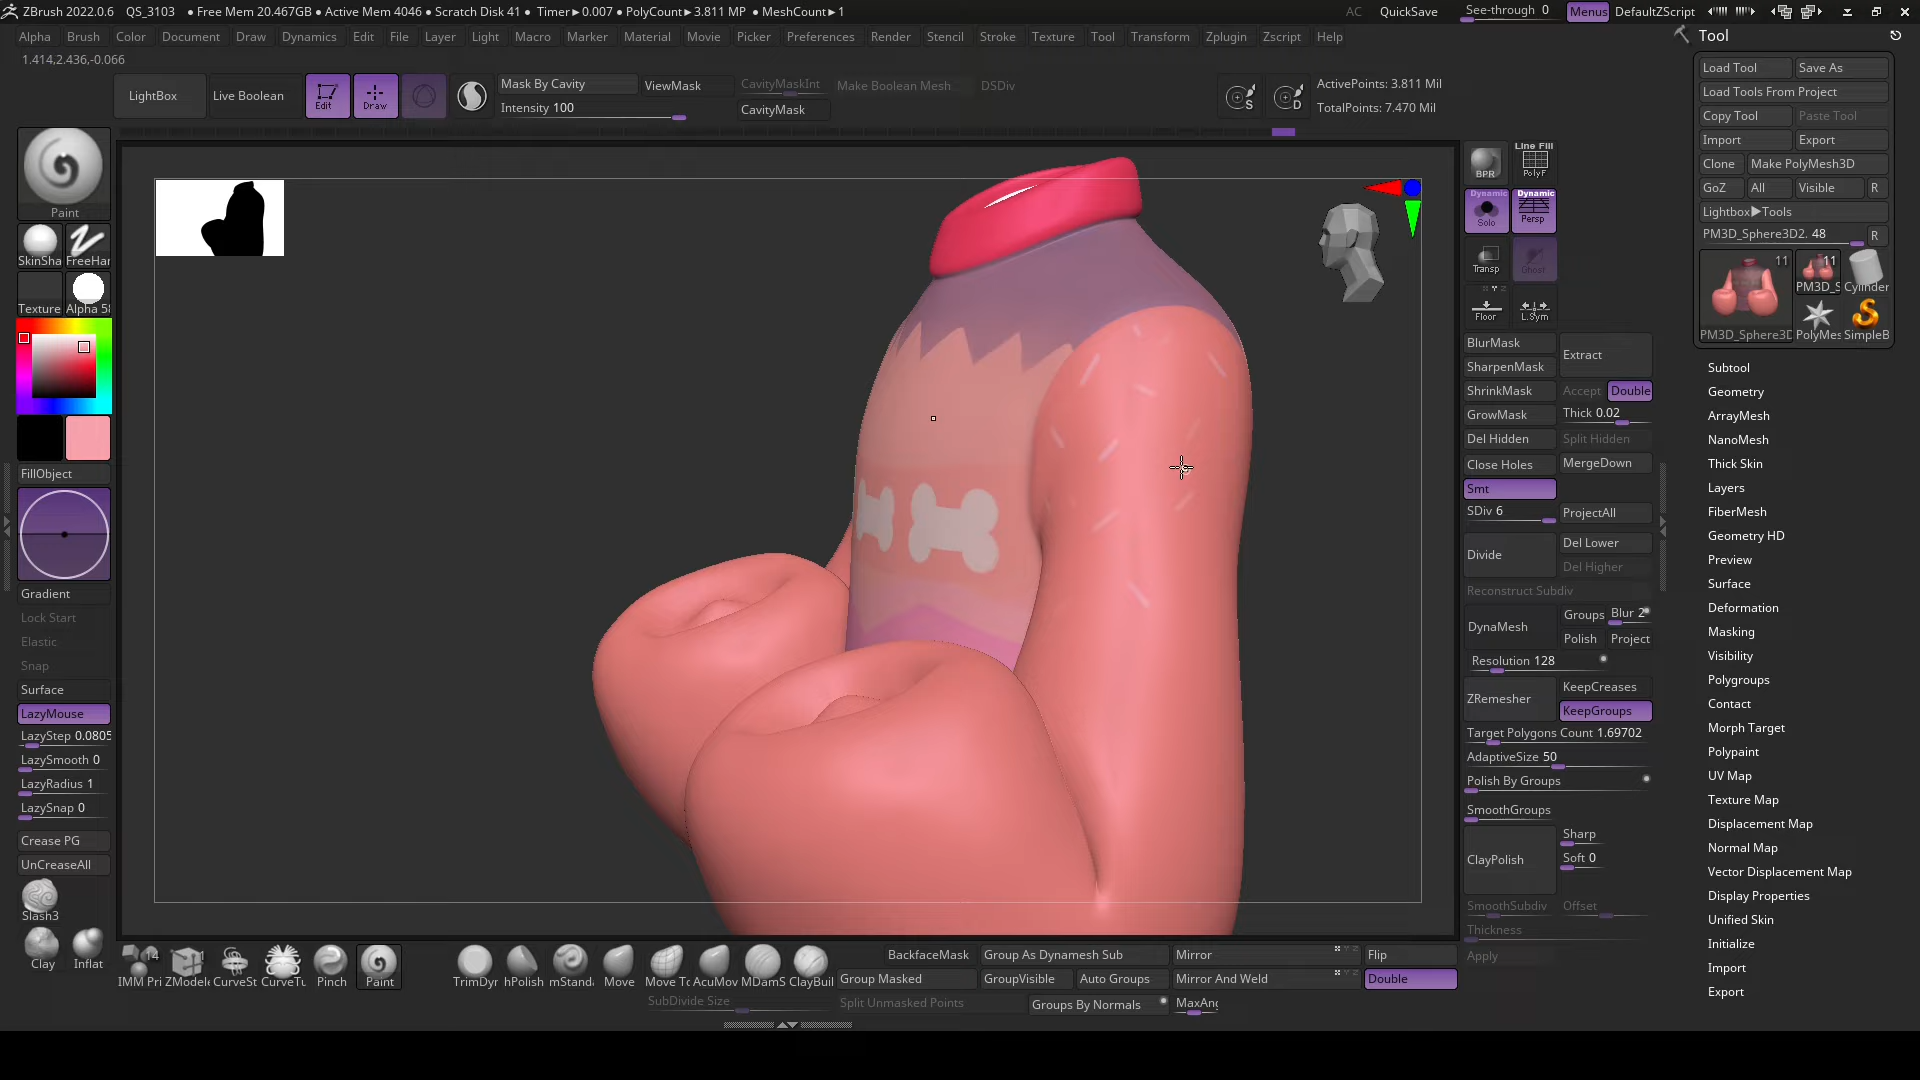 ZBrush 2022.0.6 QS_3103 • Free Mem 20.467GB • Active Mem 4046 • Scratch Disk 41 • Timer►0.007 • PolyCount►3.811 MP • MeshCount►1 AC QuickSave See-through 0 Menus DefaultZScript
Alpha Brush Color Document Draw Dynamics Edit File Layer Light Macro Marker Material Movie Picker Preferences Render Stencil Stroke Texture Tool Transform Zplugin Zscript Help
1.414,2.436,-0.066
LightBox
Live Boolean
Edit
Draw
Mask By Cavity
Intensity 100
ViewMask
CavityMaskInt
CavityMask
Make Boolean Mesh
DSDiv
S
D
ActivePoints: 3.811 Mil
TotalPoints: 7.470 Mil
Paint
SkinSha
FreeHan
Texture
Alpha 58
FillObject
Gradient
Lock Start
Elastic
Snap
Surface
LazyMouse
LazyStep 0.0805
LazySmooth 0
LazyRadius 1
LazySnap 0
Crease PG
UnCreaseAll
Slash3
Clay
Inflat
BPR
Line Fill
PolyF
Dynamic
Solo
Dynamic
Persp
Transp
Ghost
Floor
L.Sym
BlurMask
SharpenMask
ShrinkMask
GrowMask
Del Hidden
Close Holes
Smt
SDiv 6
Divide
Reconstruct Subdiv
DynaMesh
Resolution 128
ZRemesher
Extract
Accept
Double
Thick 0.02
Split Hidden
MergeDown
ProjectAll
Del Lower
Del Higher
Groups
Blur 2
Polish
Project
KeepCreases
KeepGroups
Target Polygons Count 1.69702
AdaptiveSize 50
Polish By Groups
SmoothGroups
ClayPolish
Sharp
Soft 0
SmoothSubdiv
Offset
Thickness
Apply
Tool
Load Tool
Save As
Load Tools From Project
Copy Tool
Paste Tool
Import
Export
Clone
Make PolyMesh3D
GoZ
All
Visible
R
Lightbox►Tools
PM3D_Sphere3D2. 48
R
11
PM3D_Sphere3D
11
PM3D_S
Cylinder
PolyMes
SimpleB
Subtool
Geometry
ArrayMesh
NanoMesh
Thick Skin
Layers
FiberMesh
Geometry HD
Preview
Surface
Deformation
Masking
Visibility
Polygroups
Contact
Morph Target
Polypaint
UV Map
Texture Map
Displacement Map
Normal Map
Vector Displacement Map
Display Properties
Unified Skin
Initialize
Import
Export
14
IMM Pri
ZModele
CurveSt
CurveTu
Pinch
Paint
TrimDyr
hPolish
mStand
Move
Move To
AcuMov
MDamS
ClayBuil
SubDivide Size
BackfaceMask
Group As Dynamesh Sub
Mirror
Flip
Group Masked
GroupVisible
Auto Groups
Mirror And Weld
Double
Split Unmasked Points
Groups By Normals
MaxAng